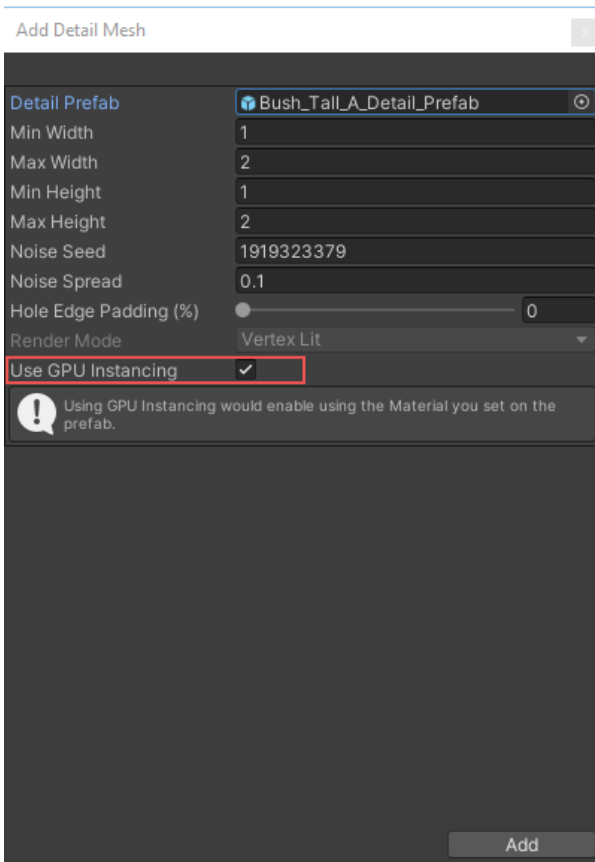 Add Detail Mesh
x
Detail Prefab Bush_Tall_A_Detail_Prefab
Min Width 1
Max Width 2
Min Height 1
Max Height 2
Noise Seed 1919323379
Noise Spread 0.1
Hole Edge Padding (%) 0
Render Mode Vertex Lit
Use GPU Instancing
Using GPU Instancing would enable using the Material you set on the
prefab.
Add